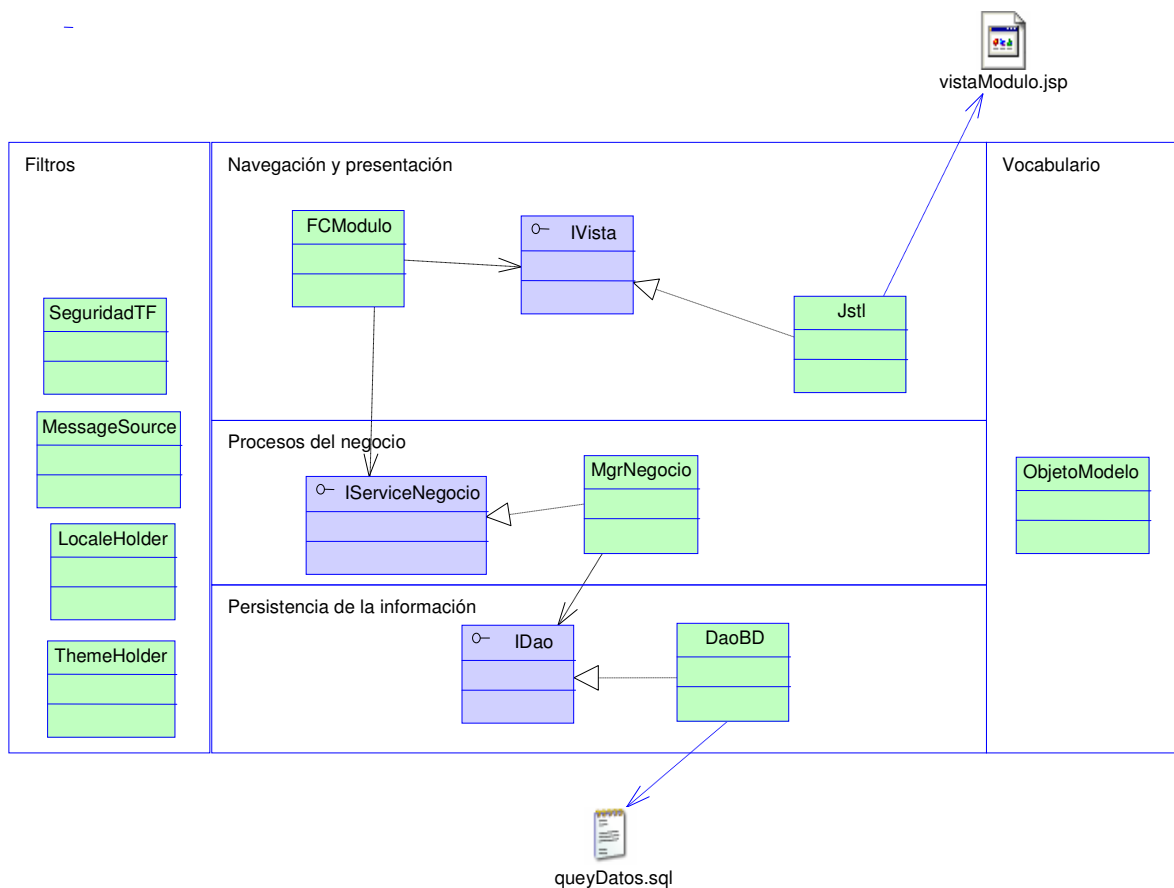 vistaModulo.jsp
Filtros
Navegación y presentación
Vocabulario
FCModulo
IVista
SeguridadTF
Jstl
MessageSource
Procesos del negocio
IServiceNegocio
MgrNegocio
ObjetoModelo
LocaleHolder
Persistencia de la información
IDao
DaoBD
ThemeHolder
queyDatos.sql